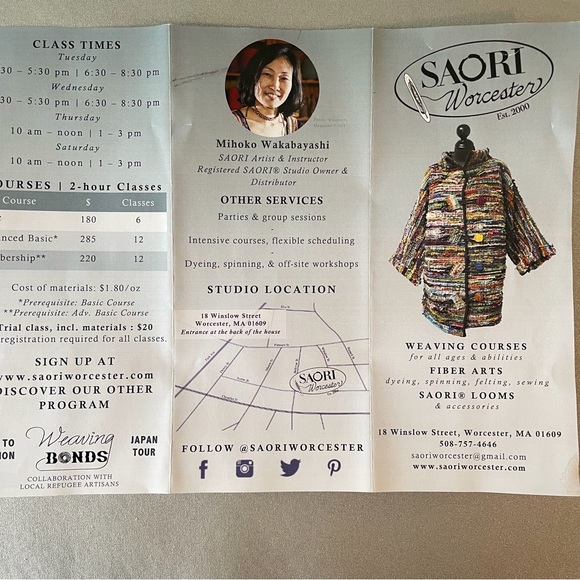 CLASS TIMES
Tuesday
30 - 5:30 pm | 6:30 - 8:30 pm
Wednesday
30 - 5:30 pm | 6:30 - 8:30 pm
Thursday
10 am – noon | 1 – 3 pm
Saturday
10 am – noon | 1 – 3 pm
OURSES | 2-hour Classes
Course $ Classes
180 6
nced Basic* 285 12
bership** 220 12
Cost of materials: $1.80/oz
*Prerequisite: Basic Course
**Prerequisite: Adv. Basic Course
Trial class, incl. materials : $20
registration required for all classes.
SIGN UP AT
www.saoriworcester.com
DISCOVER OUR OTHER
PROGRAM
TO
ION
Weaving
BONDS
JAPAN
TOUR
COLLABORATION WITH
LOCAL REFUGEE ARTISANS
Mihoko Wakabayashi
SAORI Artist & Instructor
Registered SAORI® Studio Owner &
Distributor
OTHER SERVICES
Parties & group sessions
-
Intensive courses, flexible scheduling
-
Dyeing, spinning, & off-site workshops
STUDIO LOCATION
18 Winslow Street
Worcester, MA 01609
Entrance at the back of the house
SAORI
Worcester
FOLLOW @SAORIWORCESTER
SAORI
Worcester
Est. 2000
WEAVING COURSES
for all ages & abilities
FIBER ARTS
dyeing, spinning, felting, sewing
SAORI® LOOMS
& accessories
18 Winslow Street, Worcester, MA 01609
508-757-4646
saoriworcester@gmail.com
www.saoriworcester.com